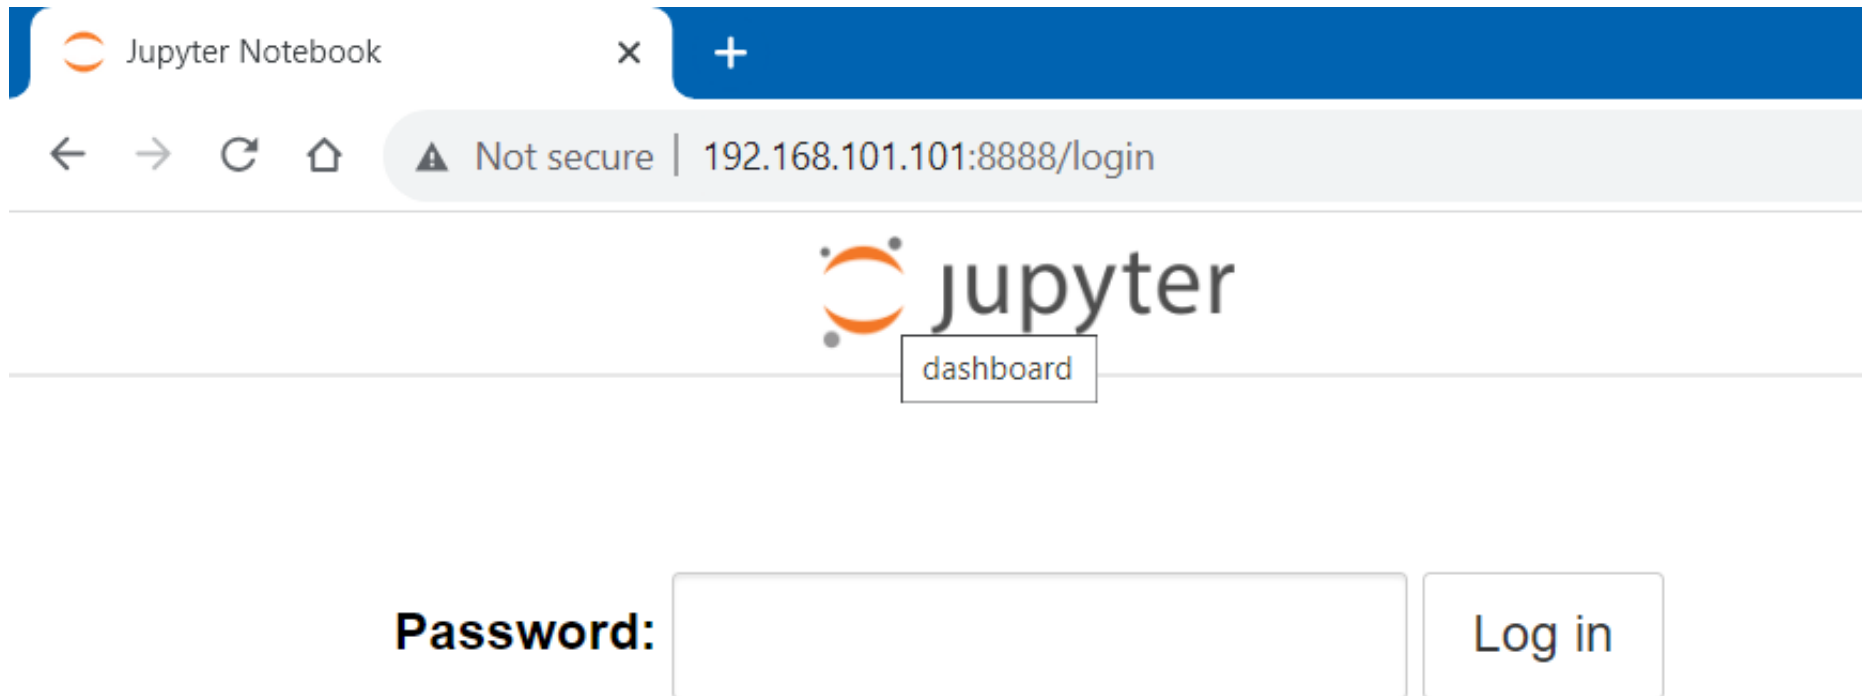 Jupyter Notebook
Not secure | 192.168.101.101:8888/login
jupyter
dashboard
Password:
Log in